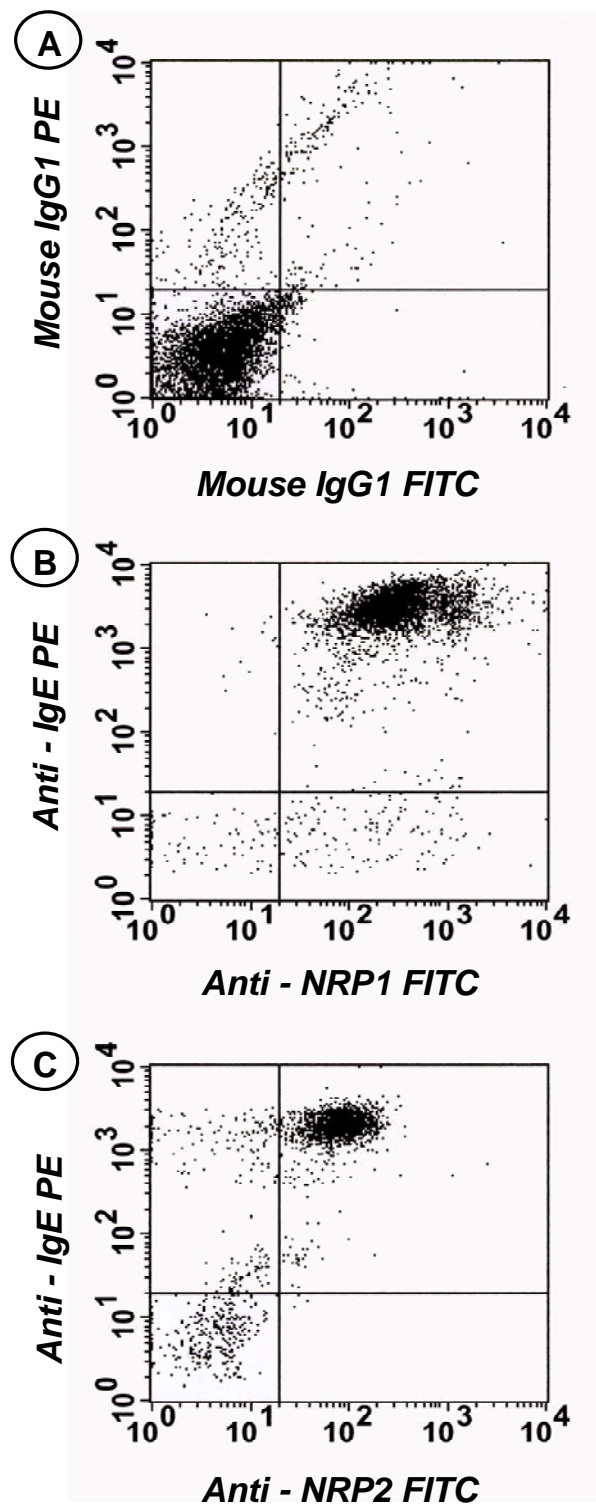 A
Mouse IgG1 PE
10^4
10^3
10^2
10^1
10^0
10^0 10^1 10^2 10^3 10^4
Mouse IgG1 FITC
B
Anti - IgE PE
10^4
10^3
10^2
10^1
10^0
10^0 10^1 10^2 10^3 10^4
Anti - NRP1 FITC
C
Anti - IgE PE
10^4
10^3
10^2
10^1
10^0
10^0 10^1 10^2 10^3 10^4
Anti - NRP2 FITC